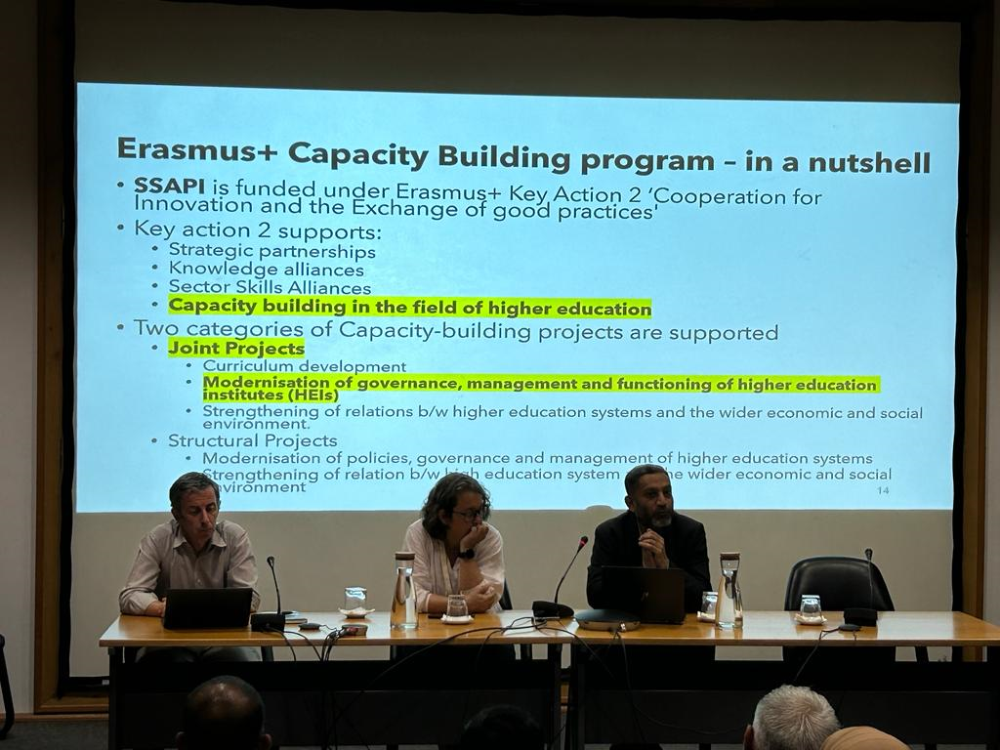 Erasmus+ Capacity Building program – in a nutshell
• SSAPI is funded under Erasmus+ Key Action 2 ‘Cooperation for
Innovation and the Exchange of good practices'
• Key action 2 supports:
• Strategic partnerships
• Knowledge alliances
• Sector Skills Alliances
• Capacity building in the field of higher education
• Two categories of Capacity-building projects are supported
• Joint Projects
• Curriculum development
• Modernisation of governance, management and functioning of higher education
institutes (HEIs)
• Strengthening of relations b/w higher education systems and the wider economic and social
environment.
• Structural Projects
• Modernisation of policies, governance and management of higher education systems
Strengthening of relation b/w high education system the wider economic and social
environment
14